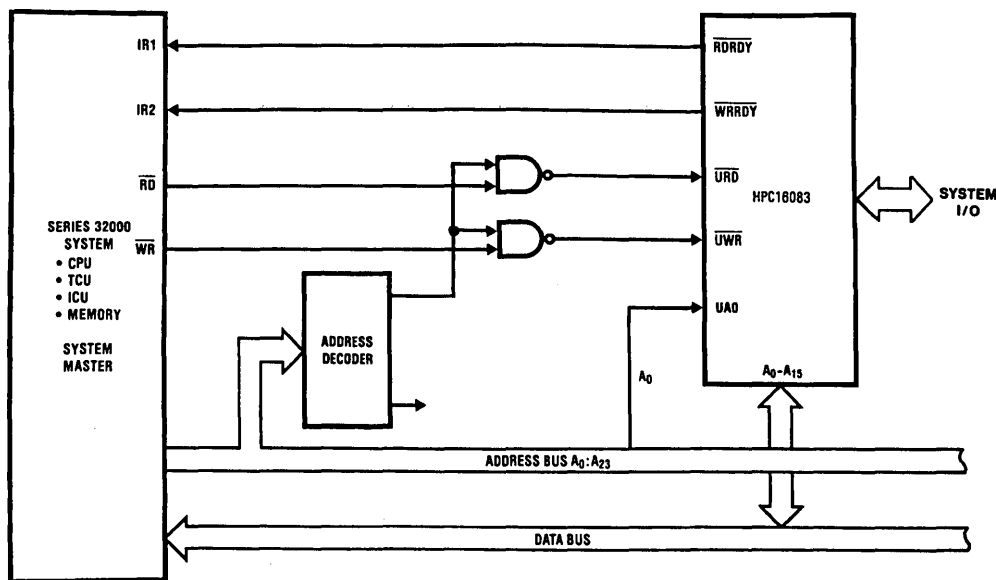 IR1
RDRDY
IR2
WRRDY
RD
URD
HPC16083
SYSTEM
I/O
SERIES 32000
SYSTEM
• CPU
• TCU
• ICU
• MEMORY
SYSTEM
MASTER
WR
UWR
ADDRESS
DECODER
UA0
A₀
A₀-A₁₅
ADDRESS BUS A₀:A₂₃
DATA BUS